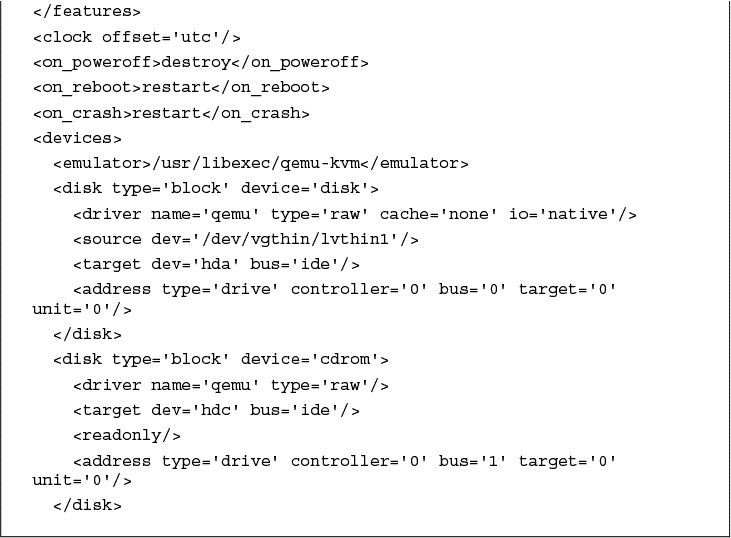 </features>
<clock offset='utc'/>
<on_poweroff>destroy</on_poweroff>
<on_reboot>restart</on_reboot>
<on_crash>restart</on_crash>
<devices>
  <emulator>/usr/libexec/qemu-kvm</emulator>
  <disk type='block' device='disk'>
    <driver name='qemu' type='raw' cache='none' io='native'/>
    <source dev='/dev/vgthin/lvthin1'/>
    <target dev='hda' bus='ide'/>
    <address type='drive' controller='0' bus='0' target='0'
unit='0'/>
  </disk>
  <disk type='block' device='cdrom'>
    <driver name='qemu' type='raw'/>
    <target dev='hdc' bus='ide'/>
    <readonly/>
    <address type='drive' controller='0' bus='1' target='0'
unit='0'/>
  </disk>